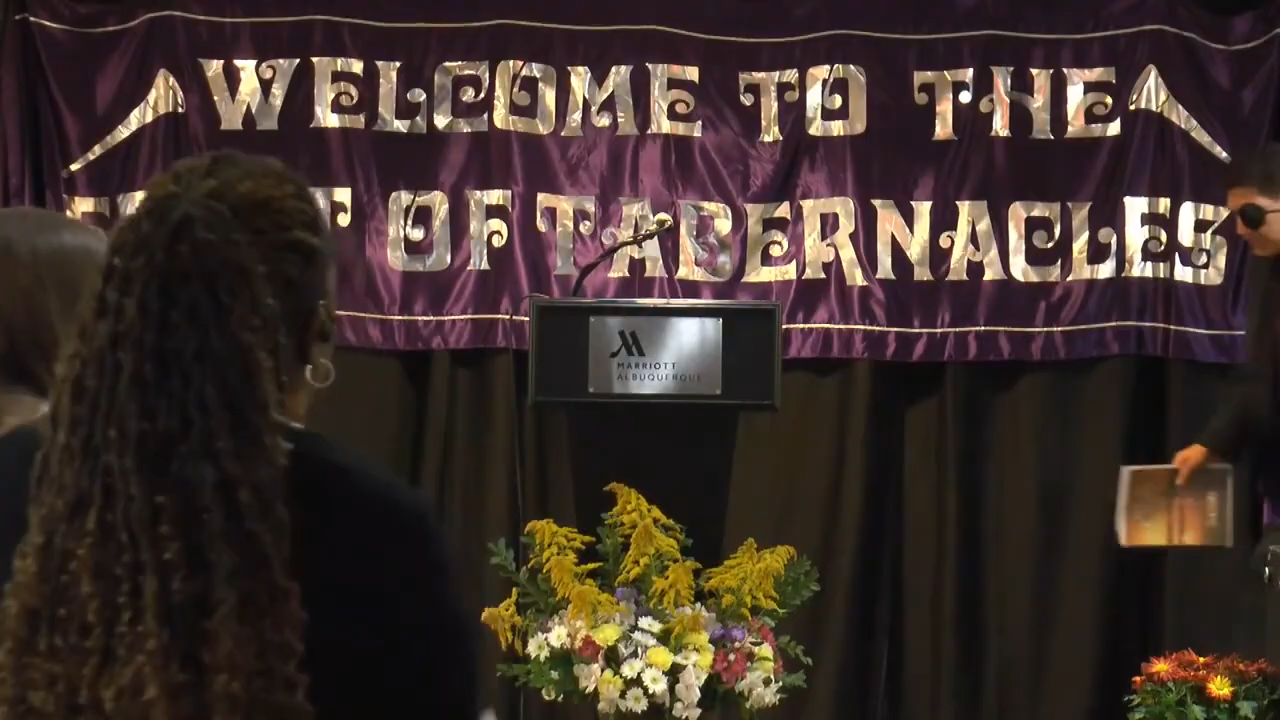 WELCOME TO THE
OF TABERNACLES
MARRIOTT
ALBUQUERQUE